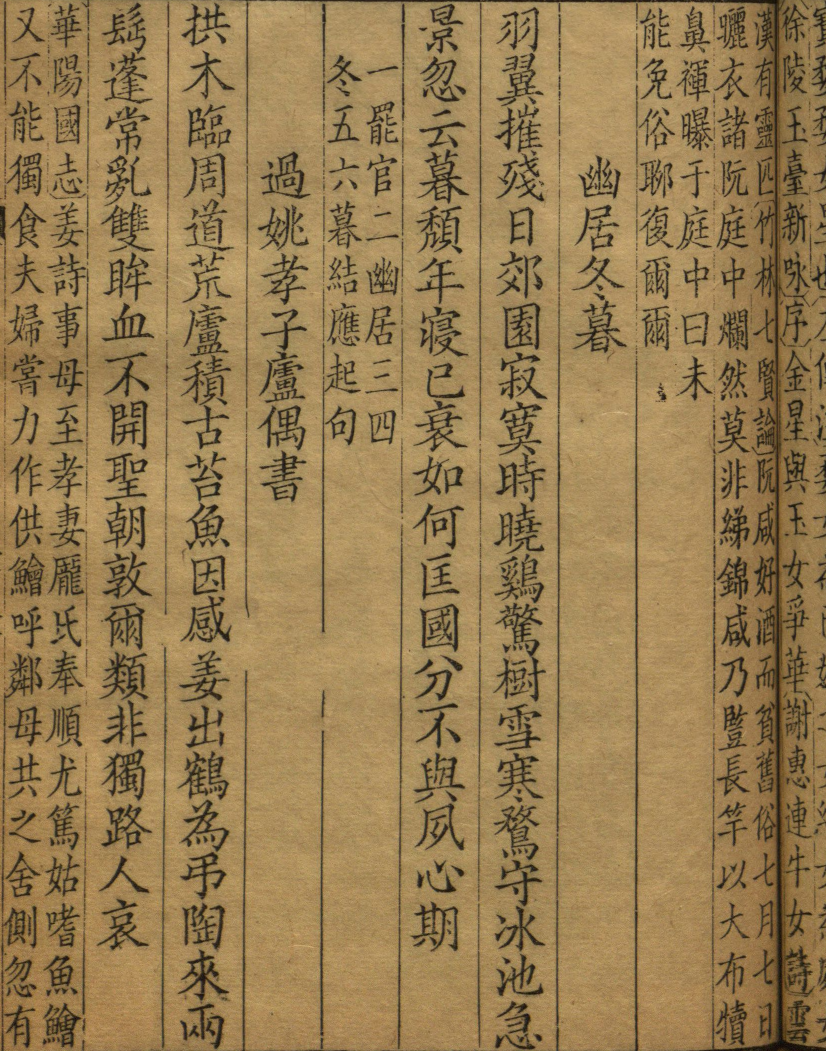 徐陵玉臺新咏序金星與玉女爭華謝惠連牛女詩雲
漢有靈匹竹林七賢論阮咸好酒而貧舊俗七月七日
曬衣諸阮庭中爛然莫非綈錦咸乃豎長竿以大布犢
鼻褌曝于庭中曰未
能免俗聊復爾爾
幽居冬暮
羽翼摧殘日郊園寂寞時曉鷄驚樹雪寒鶩守冰池急
景忽云暮頹年寖已衰如何匡國分不與夙心期
一罷官二幽居三四
冬五六暮結應起句
過姚孝子廬偶書
拱木臨周道荒廬積古苔魚因感姜出鶴為弔陶來兩
髩蓬常亂雙眸血不開聖朝敦爾類非獨路人哀
華陽國志姜詩事母至孝妻龐氏奉順尤篤姑嗜魚鱠
又不能獨食夫婦嘗力作供鱠呼鄰母共之舍側忽有